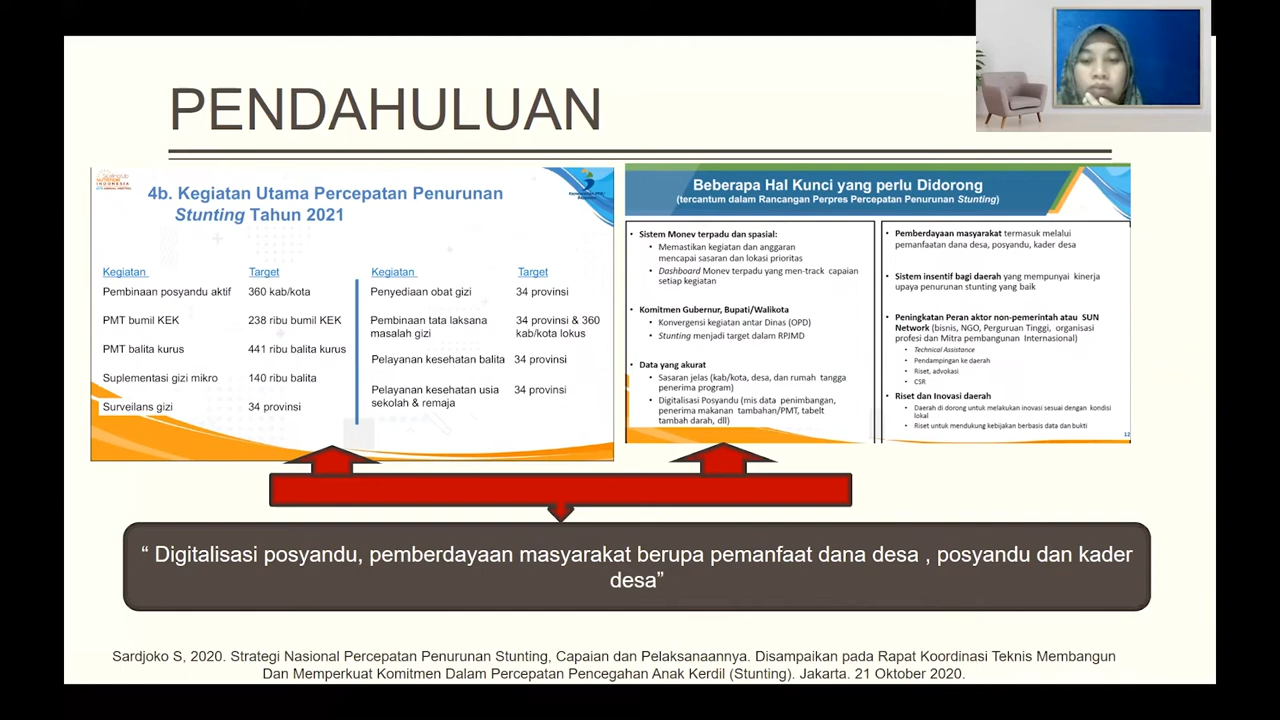 PENDAHULUAN
4b. Kegiatan Utama Percepatan Penurunan
Stunting Tahun 2021
Kegiatan Target
Pembinaan posyandu aktif 360 kab/kota
PMT bumil KEK 238 ribu bumil KEK
PMT balita kurus 441 ribu balita kurus
Suplementasi gizi mikro 140 ribu balita
Surveilans gizi 34 provinsi
Kegiatan Target
Penyediaan obat gizi 34 provinsi
Pembinaan tata laksana 34 provinsi & 360
masalah gizi kab/kota lokus
Pelayanan kesehatan balita 34 provinsi
Pelayanan kesehatan usia 34 provinsi
sekolah & remaja
Beberapa Hal Kunci yang perlu Didorong
(tercantum dalam Rancangan Perpres Percepatan Penurunan Stunting)
• Sistem Monev terpadu dan spasial:
• Memastikan kegiatan dan anggaran
mencapai sasaran dan lokasi prioritas
• Dashboard Monev terpadu yang men-track capaian
setiap kegiatan
• Komitmen Gubernur, Bupati/Walikota
• Konvergensi kegiatan antar Dinas (OPD)
• Stunting menjadi target dalam RPJMD
• Data yang akurat
• Sasaran jelas (kab/kota, desa, dan rumah tangga
penerima program)
• Digitalisasi Posyandu (mis data penimbangan,
penerima makanan tambahan/PMT, tabelt
tambah darah, dll)
• Pemberdayaan masyarakat termasuk melalui
pemanfaatan dana desa, posyandu, kader desa
• Sistem insentif bagi daerah yang mempunyai kinerja
upaya penurunan stunting yang baik
• Peningkatan Peran aktor non-pemerintah atau SUN
Network (bisnis, NGO, Perguruan Tinggi, organisasi
profesi dan Mitra pembangunan Internasional)
• Technical Assistance
• Pendampingan ke daerah
• Riset, advokasi
• CSR
• Riset dan Inovasi daerah
• Daerah di dorong untuk melakukan inovasi sesuai dengan kondisi
lokal
• Riset untuk mendukung kebijakan berbasis data dan bukti
12
“ Digitalisasi posyandu, pemberdayaan masyarakat berupa pemanfaat dana desa , posyandu dan kader
desa”
Sardjoko S, 2020. Strategi Nasional Percepatan Penurunan Stunting, Capaian dan Pelaksanaannya. Disampaikan pada Rapat Koordinasi Teknis Membangun
Dan Memperkuat Komitmen Dalam Percepatan Pencegahan Anak Kerdil (Stunting). Jakarta. 21 Oktober 2020.